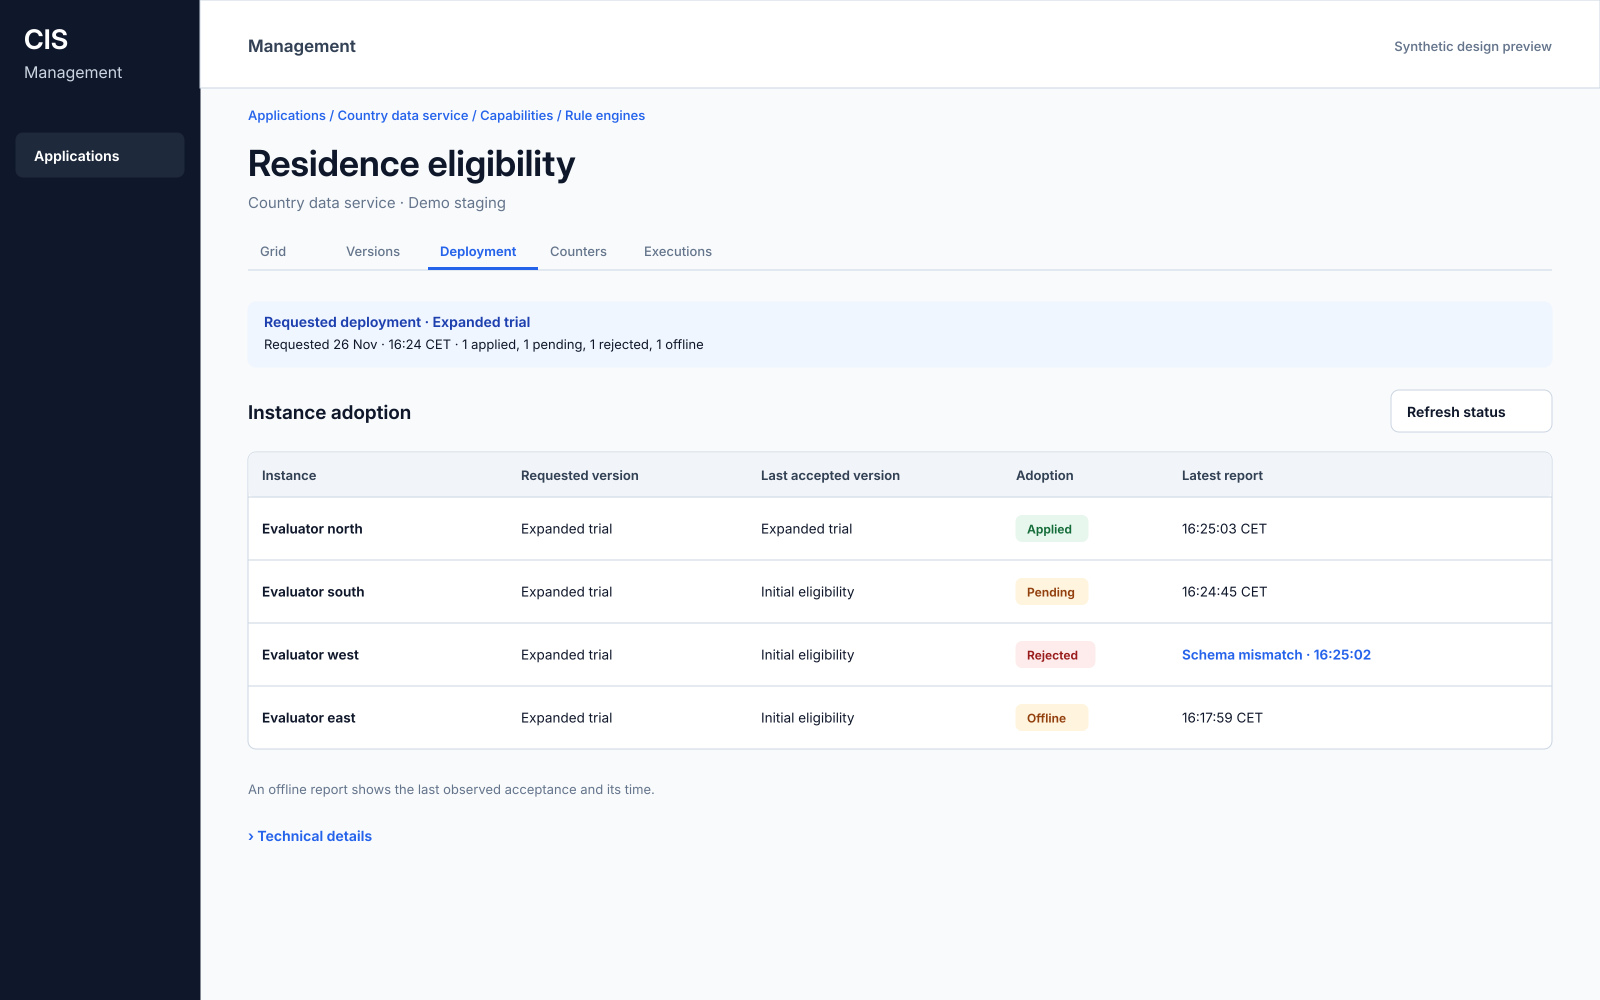 CIS
Management
Applications
Management
Synthetic design preview
Applications / Country data service / Capabilities / Rule engines
Residence eligibility
Country data service · Demo staging
Grid Versions Deployment Counters Executions
Requested deployment · Expanded trial
Requested 26 Nov · 16:24 CET · 1 applied, 1 pending, 1 rejected, 1 offline
Instance adoption
Refresh status
Instance Requested version Last accepted version Adoption Latest report
Evaluator north Expanded trial Expanded trial Applied 16:25:03 CET
Evaluator south Expanded trial Initial eligibility Pending 16:24:45 CET
Evaluator west Expanded trial Initial eligibility Rejected Schema mismatch · 16:25:02
Evaluator east Expanded trial Initial eligibility Offline 16:17:59 CET
An offline report shows the last observed acceptance and its time.
› Technical details